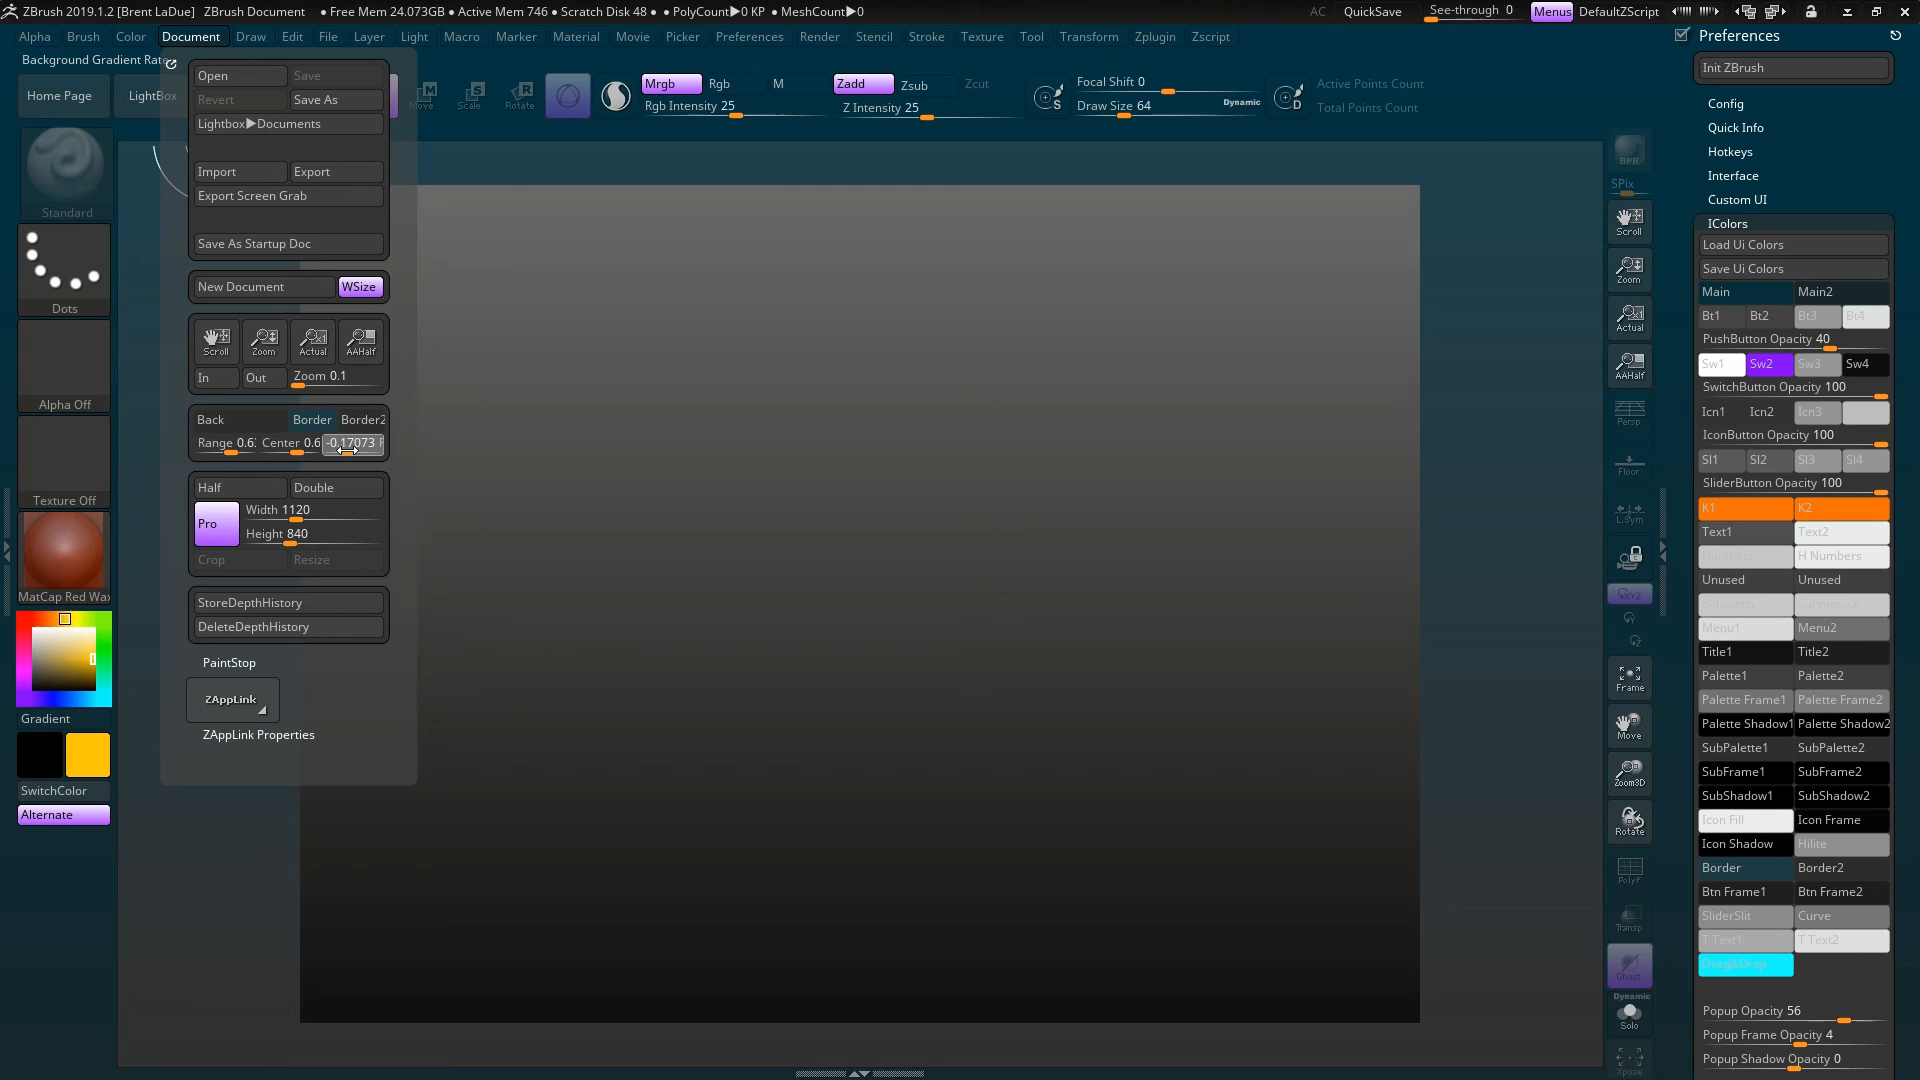 ZBrush 2019.1.2 [Brent LaDue] ZBrush Document • Free Mem 24.073GB • Active Mem 746 • Scratch Disk 48 • PolyCount▶0 KP • MeshCount▶0 AC QuickSave See-through 0 Menus DefaultZScript
Alpha Brush Color Document Draw Edit File Layer Light Macro Marker Material Movie Picker Preferences Render Stencil Stroke Texture Tool Transform Zplugin Zscript
Background Gradient Rate
Home Page LightBox
Move Scale Rotate
Mrgb Rgb M
Rgb Intensity 25
Zadd Zsub Zcut
Z Intensity 25
S
Focal Shift 0
Draw Size 64 Dynamic
D
Active Points Count
Total Points Count
Standard
Dots
Alpha Off
Texture Off
MatCap Red Wax
Gradient
SwitchColor
Alternate
Open Save
Revert Save As
Lightbox▶Documents
Import Export
Export Screen Grab
Save As Startup Doc
New Document WSize
Scroll Zoom Actual AAHalf
In Out Zoom 0.1
Back Border Border2
Range 0.6 Center 0.6 -0.17073
Half Double
Pro
Width 1120
Height 840
Crop Resize
StoreDepthHistory
DeleteDepthHistory
PaintStop
ZAppLink
ZAppLink Properties
BPR
SPix
Scroll
Zoom
Actual
AAHalf
Persp
Floor
L.Sym
XYZ
Frame
Move
Zoom3D
Rotate
PolyF
Transp
Ghost
Dynamic
Solo
Xpose
Preferences
Init ZBrush
Config
Quick Info
Hotkeys
Interface
Custom UI
IColors
Load Ui Colors
Save Ui Colors
Main Main2
Bt1 Bt2 Bt3 Bt4
PushButton Opacity 40
Sw1 Sw2 Sw3 Sw4
SwitchButton Opacity 100
Icn1 Icn2 Icn3
IconButton Opacity 100
Sl1 Sl2 Sl3 Sl4
SliderButton Opacity 100
K1 K2
Text1 Text2
H Numbers
Unused Unused
Menu1 Menu2
Title1 Title2
Palette1 Palette2
Palette Frame1 Palette Frame2
Palette Shadow1 Palette Shadow2
SubPalette1 SubPalette2
SubFrame1 SubFrame2
SubShadow1 SubShadow2
Icon Fill Icon Frame
Icon Shadow Hilite
Border Border2
Btn Frame1 Btn Frame2
SliderSlit Curve
T Text1 T Text2
Drag&Drop
Popup Opacity 56
Popup Frame Opacity 4
Popup Shadow Opacity 0